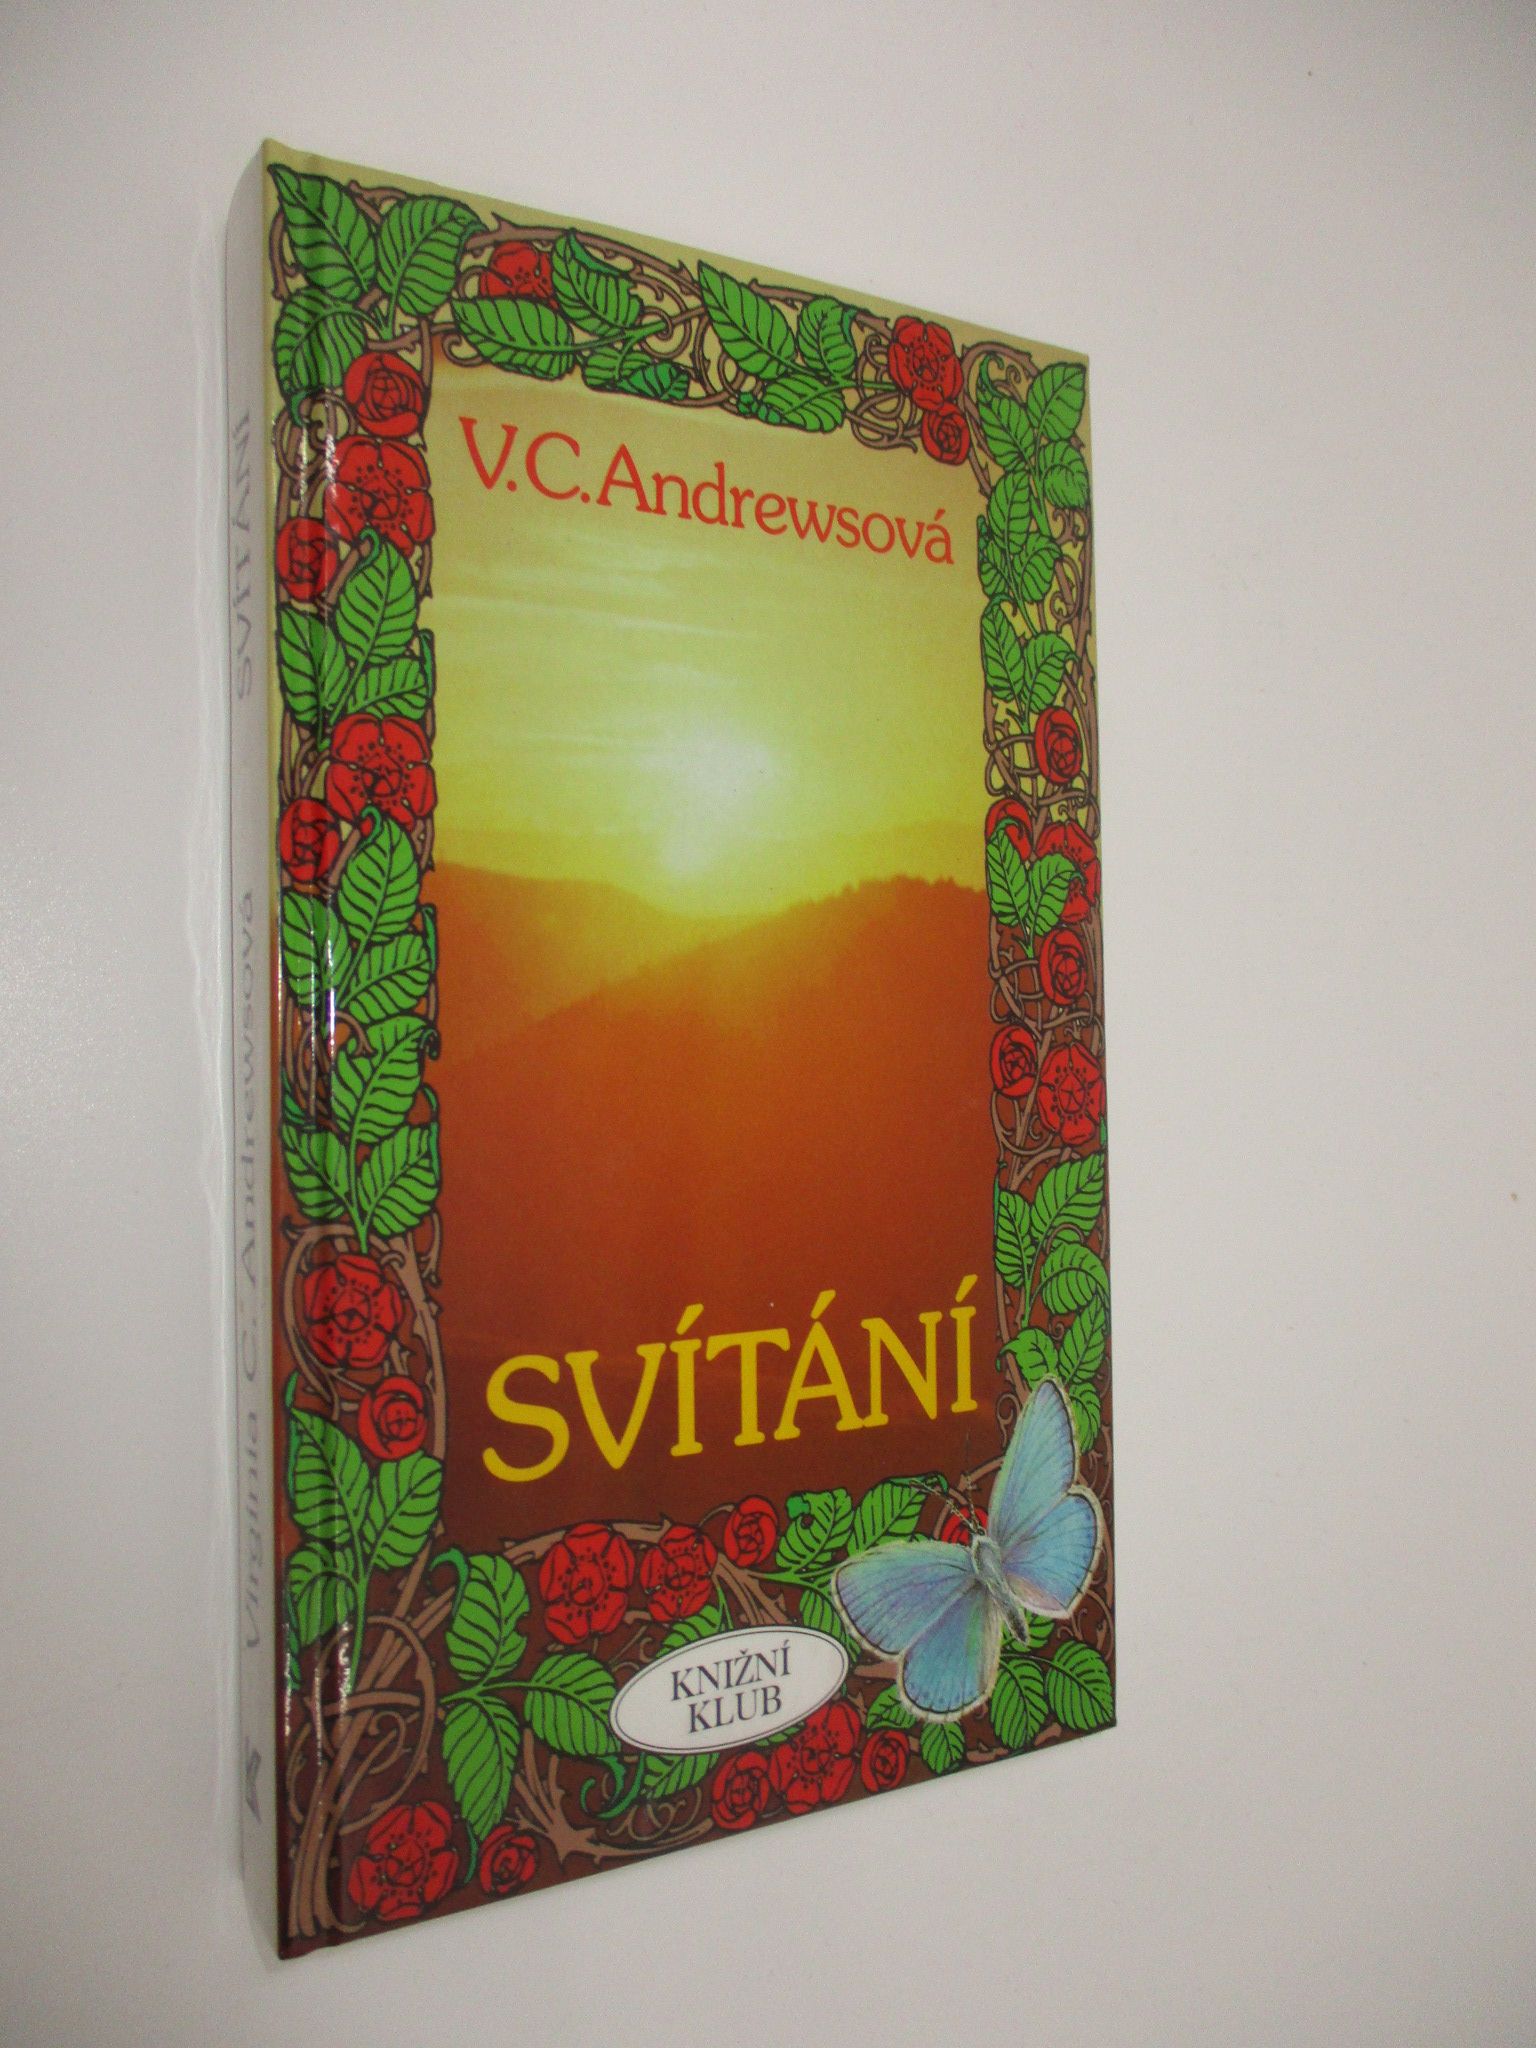 V.C.Andrewsová
SVÍTÁNÍ
KNIŽNÍ
KLUB
Virginia C. Andrewsová SVÍTÁNÍ